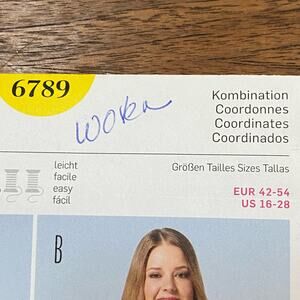 6789
woven
Kombination
Coordonnes
Coordinates
Coordinados
leicht
facile
easy
fácil
Größen Tailles Sizes Tallas
EUR 42-54
US 16-28
B